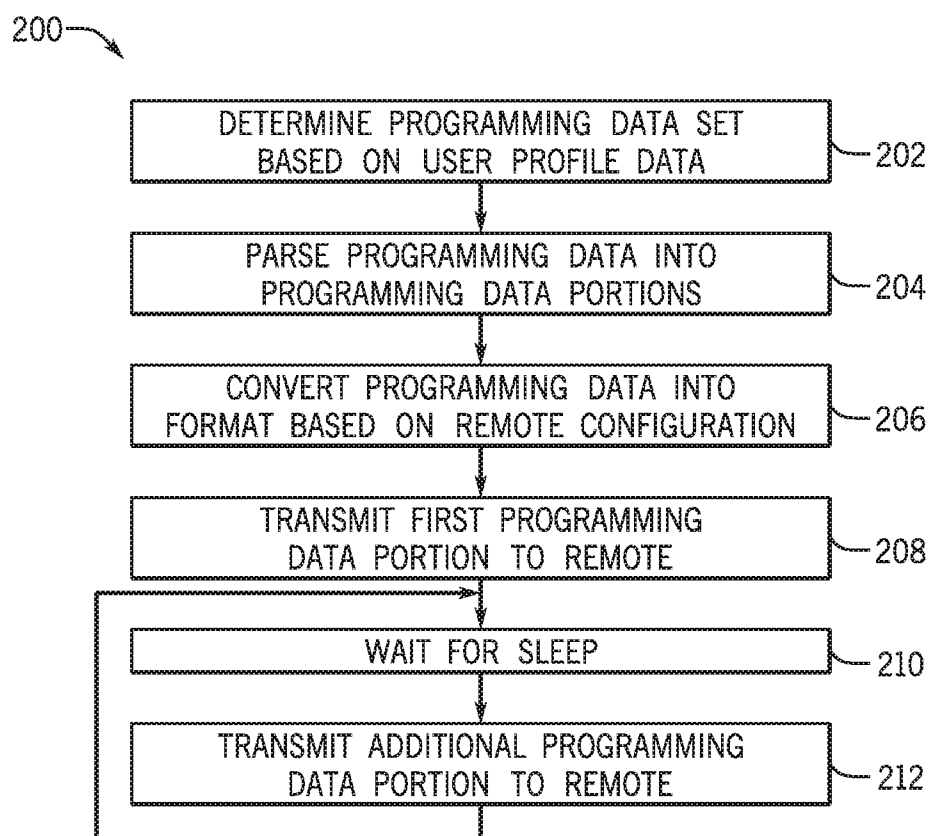 200
DETERMINE PROGRAMMING DATA SET
BASED ON USER PROFILE DATA
202
PARSE PROGRAMMING DATA INTO
PROGRAMMING DATA PORTIONS
204
CONVERT PROGRAMMING DATA INTO
FORMAT BASED ON REMOTE CONFIGURATION
206
TRANSMIT FIRST PROGRAMMING
DATA PORTION TO REMOTE
208
WAIT FOR SLEEP
210
TRANSMIT ADDITIONAL PROGRAMMING
DATA PORTION TO REMOTE
212